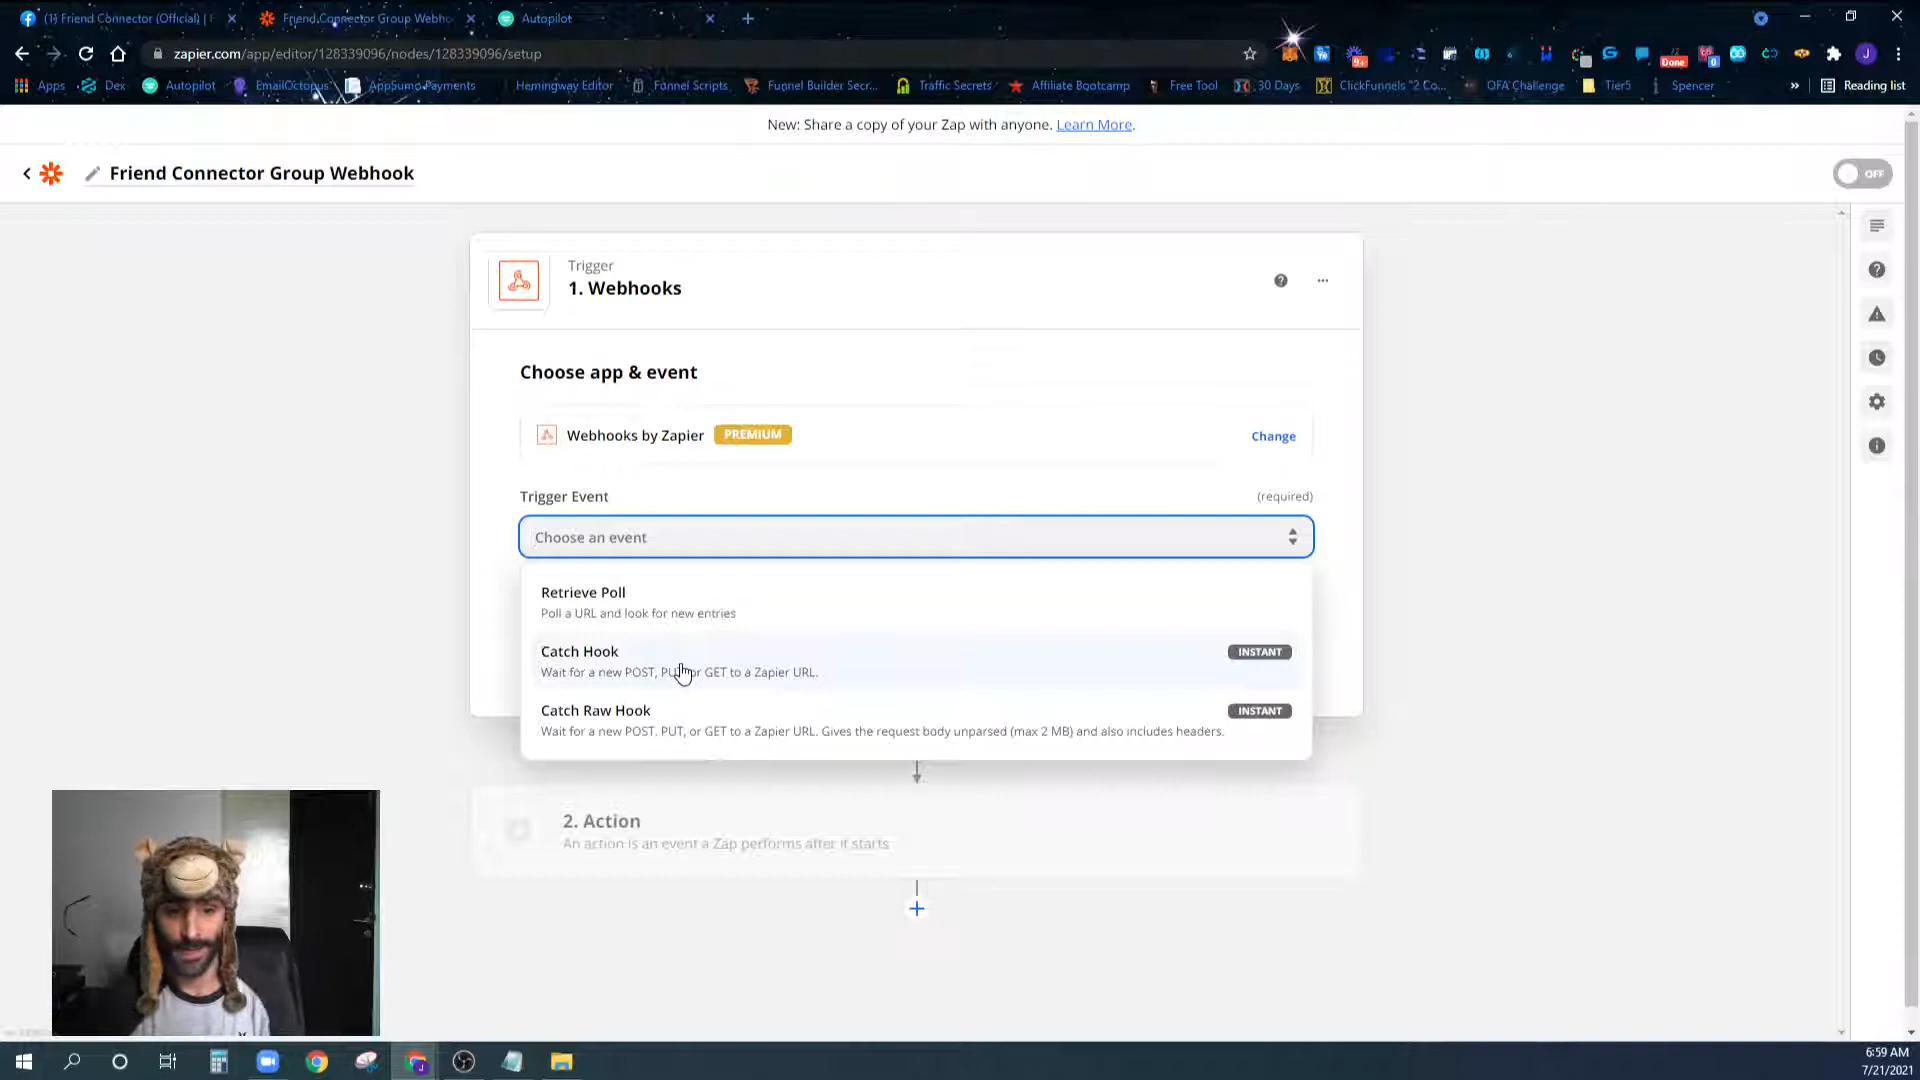 (1) Friend Connector (Official) |
Friend Connector Group Webho
Autopilot
zapier.com/app/editor/128339096/nodes/128339096/setup
9+
Done
0
J
Apps
Dex
Autopilot
EmailOctopus
AppSumo Payments
Hemingway Editor
Funnel Scripts
Funnel Builder Secr...
Traffic Secrets
Affiliate Bootcamp
Free Tool
30 Days
ClickFunnels "2 Co...
OFA Challenge
Tier5
Spencer
»
Reading list
New: Share a copy of your Zap with anyone. Learn More.
Friend Connector Group Webhook
OFF
Trigger
1. Webhooks
Choose app & event
Webhooks by Zapier
PREMIUM
Change
Trigger Event
(required)
Choose an event
Retrieve Poll
Poll a URL and look for new entries
Catch Hook
INSTANT
Wait for a new POST, PUT or GET to a Zapier URL.
Catch Raw Hook
INSTANT
Wait for a new POST, PUT, or GET to a Zapier URL. Gives the request body unparsed (max 2 MB) and also includes headers.
2. Action
An action is an event a Zap performs after it starts
6:59 AM
7/21/2021